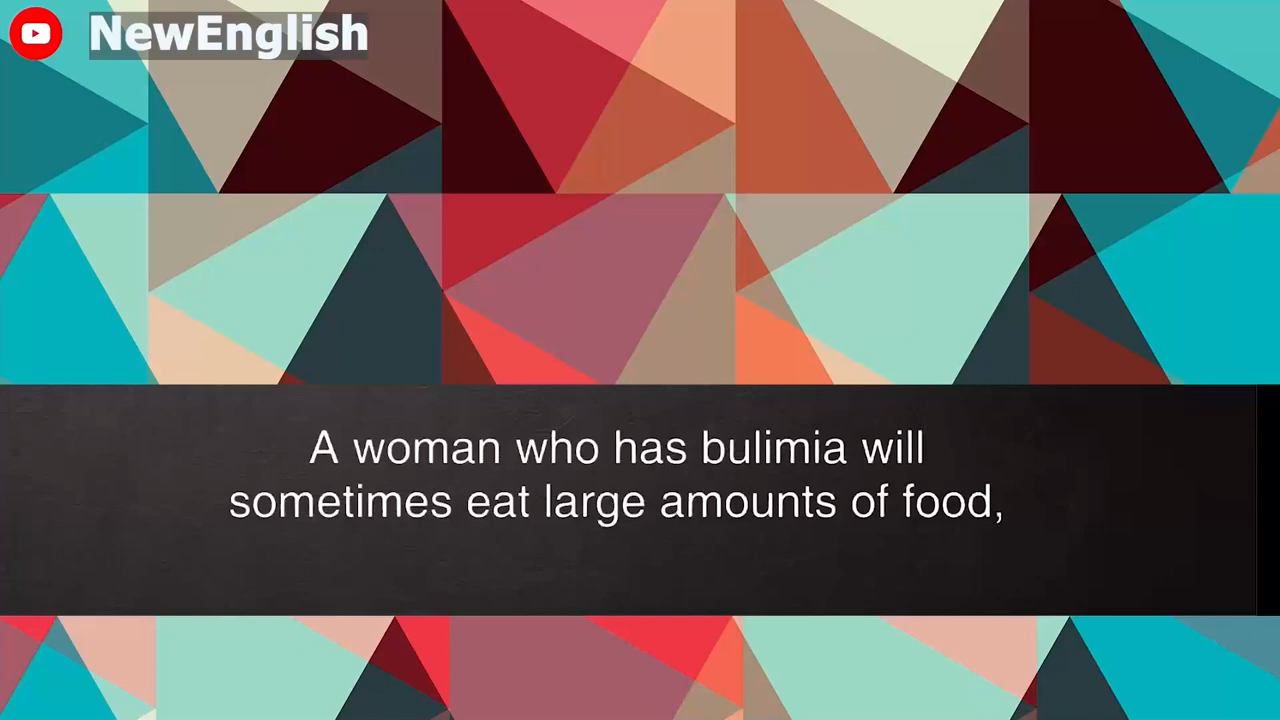 NewEnglish
A woman who has bulimia will
sometimes eat large amounts of food,